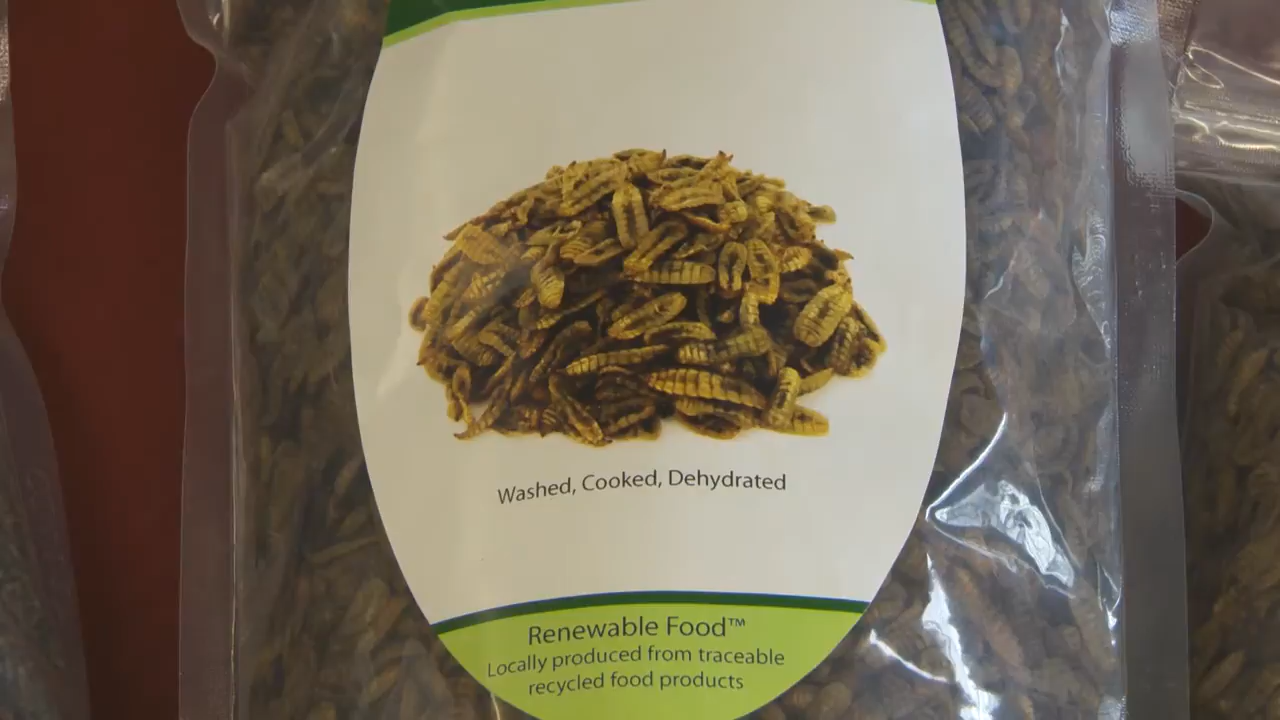 Washed, Cooked, Dehydrated
Renewable Food™
Locally produced from traceable
recycled food products